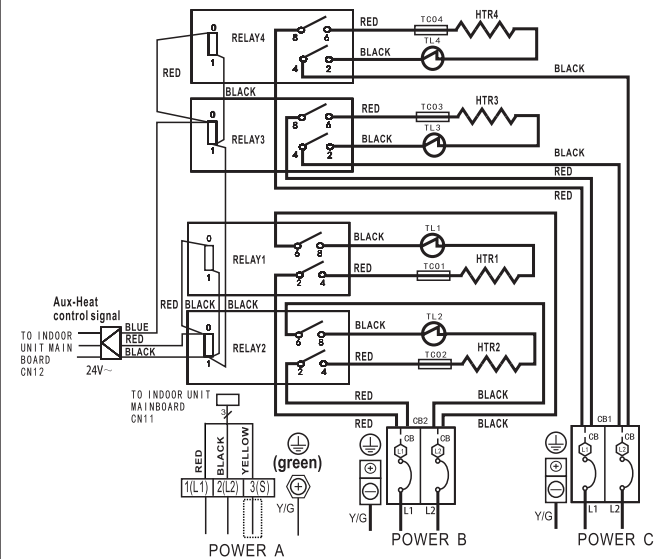 RELAY4
0
1
8
6
4
2
RED
TCO4
HTR4
BLACK
TL4
BLACK
RED
BLACK
RELAY3
0
1
8
6
4
2
RED
TCO3
HTR3
BLACK
TL3
BLACK
RED
RED
RELAY1
0
1
6
8
2
4
BLACK
TL1
RED
TCO1
HTR1
RED
BLACK
BLACK
RELAY2
0
1
6
8
2
4
BLACK
TL2
RED
TCO2
HTR2
Aux-Heat
control signal
TO INDOOR
UNIT MAIN
BOARD
CN12
24V~
BLUE
RED
BLACK
TO INDOOR UNIT
MAINBOARD
CN11
3
RED
BLACK
YELLOW
1(L1)
2(L2)
3(S)
(green)
Y/G
POWER A
RED
BLACK
RED
CB2
BLACK
CB
CB
L1
L2
Y/G
L1
L2
POWER B
CB1
CB
CB
L1
L2
Y/G
L1
L2
POWER C